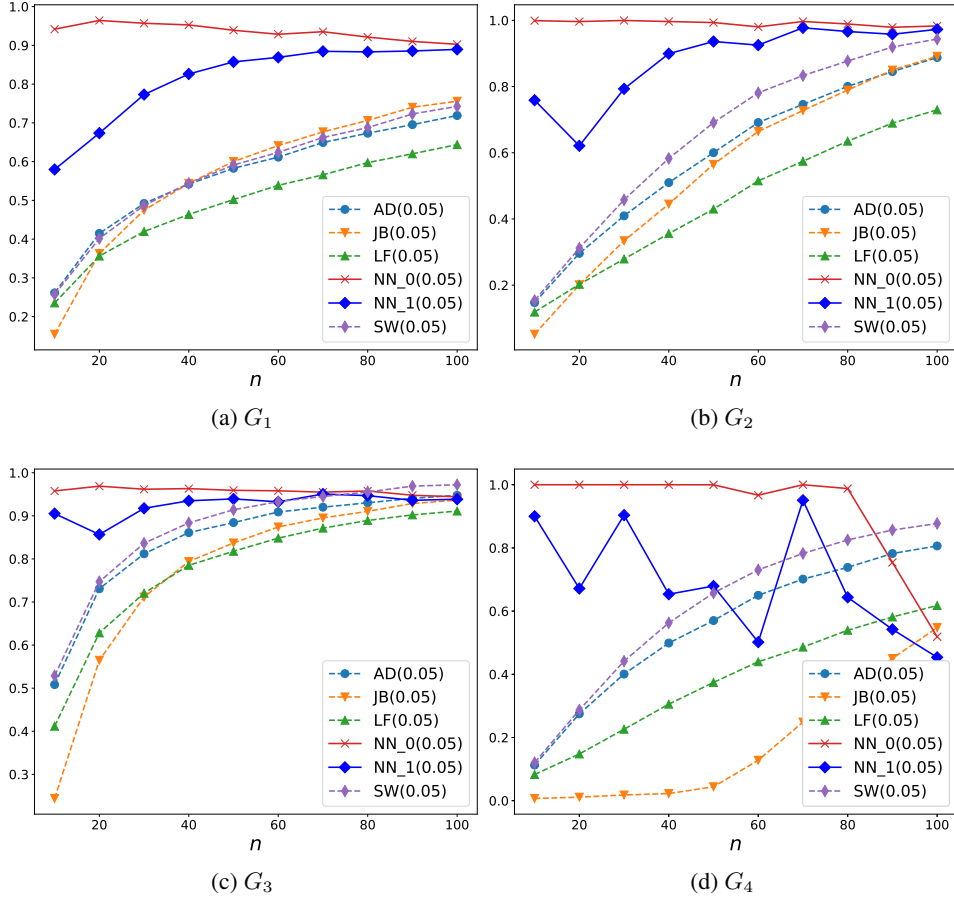 1.0
0.9
0.8
0.7
0.6
0.5
0.4
0.3
0.2
20 40 60 80 100
n
AD(0.05)
JB(0.05)
LF(0.05)
NN_0(0.05)
NN_1(0.05)
SW(0.05)
(a) G1
1.0
0.8
0.6
0.4
0.2
20 40 60 80 100
n
AD(0.05)
JB(0.05)
LF(0.05)
NN_0(0.05)
NN_1(0.05)
SW(0.05)
(b) G2
1.0
0.9
0.8
0.7
0.6
0.5
0.4
0.3
20 40 60 80 100
n
AD(0.05)
JB(0.05)
LF(0.05)
NN_0(0.05)
NN_1(0.05)
SW(0.05)
(c) G3
1.0
0.8
0.6
0.4
0.2
0.0
20 40 60 80 100
n
AD(0.05)
JB(0.05)
LF(0.05)
NN_0(0.05)
NN_1(0.05)
SW(0.05)
(d) G4